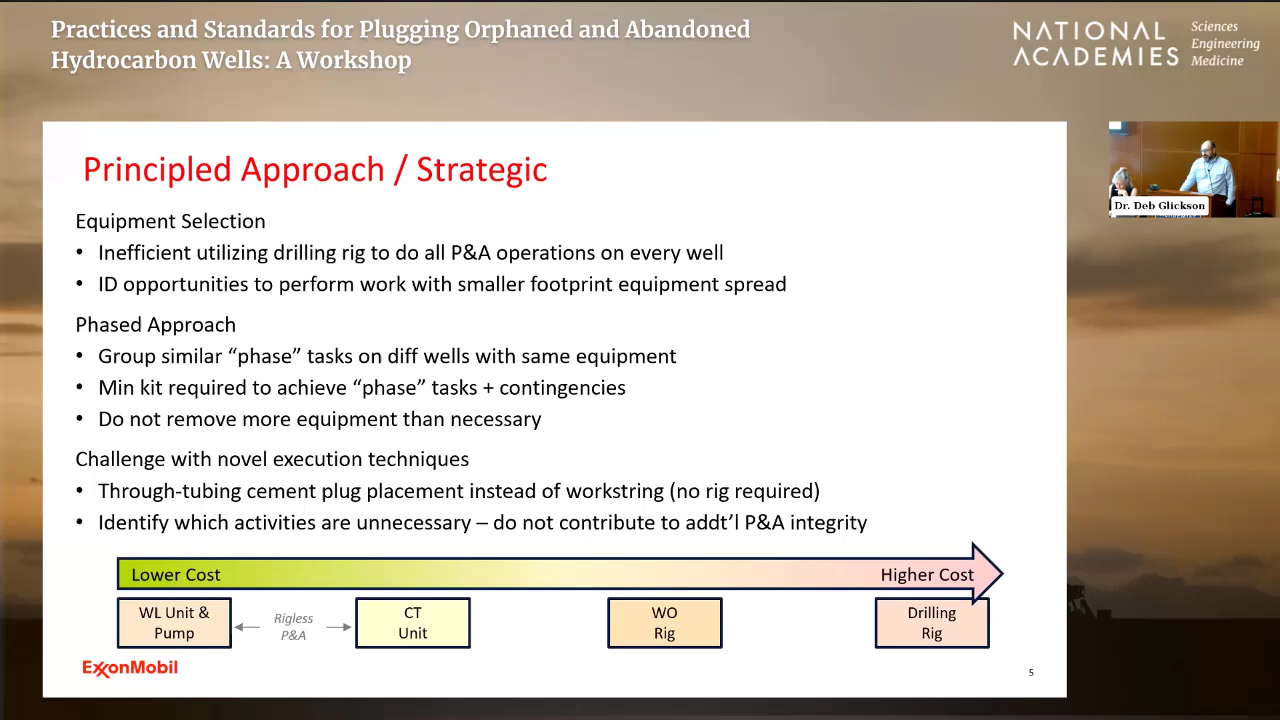 Practices and Standards for Plugging Orphaned and Abandoned
Hydrocarbon Wells: A Workshop
NATIONAL
ACADEMIES
Sciences
Engineering
Medicine
Principled Approach / Strategic
Equipment Selection
• Inefficient utilizing drilling rig to do all P&A operations on every well
• ID opportunities to perform work with smaller footprint equipment spread
Phased Approach
• Group similar “phase” tasks on diff wells with same equipment
• Min kit required to achieve “phase” tasks + contingencies
• Do not remove more equipment than necessary
Challenge with novel execution techniques
• Through-tubing cement plug placement instead of workstring (no rig required)
• Identify which activities are unnecessary – do not contribute to addt’l P&A integrity
Lower Cost
Higher Cost
WL Unit &
Pump
Rigless
P&A
CT
Unit
WO
Rig
Drilling
Rig
ExxonMobil
5
Dr. Deb Glickson